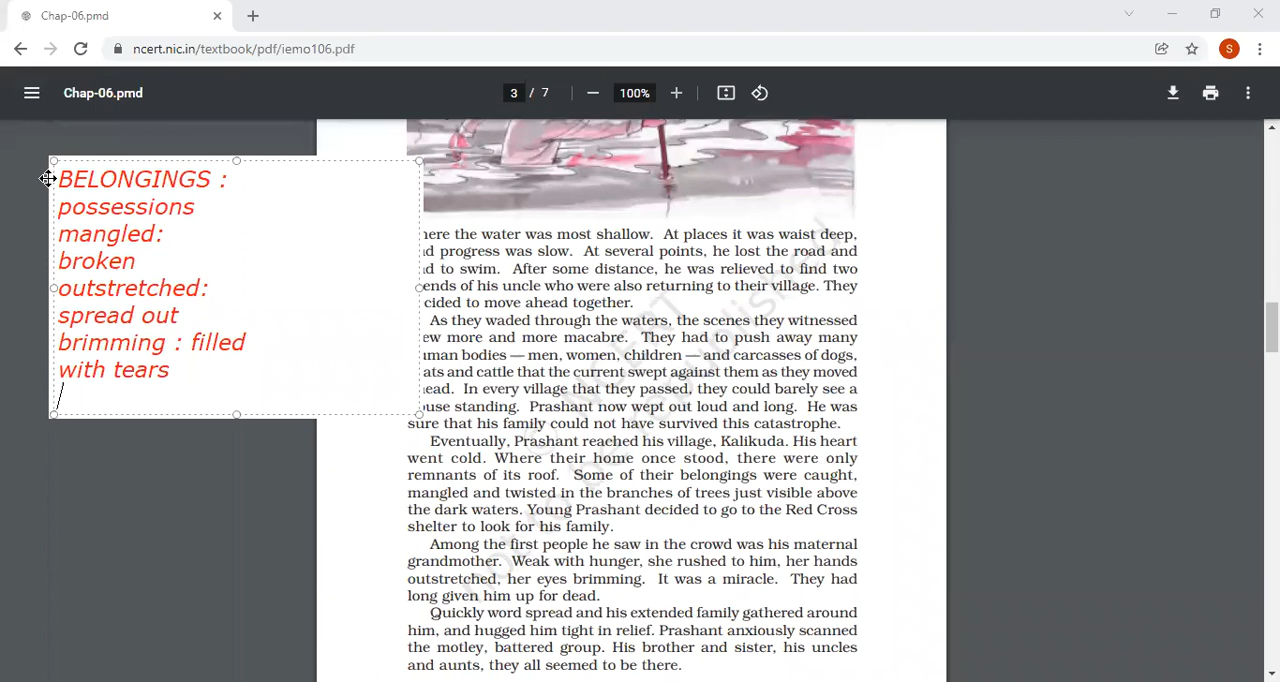 Chap-06.pmd
ncert.nic.in/textbook/pdf/iemo106.pdf
S
Chap-06.pmd
3 / 7
100%
BELONGINGS :
possessions
mangled:
broken
outstretched:
spread out
brimming : filled
with tears
here the water was most shallow. At places it was waist deep,
d progress was slow. At several points, he lost the road and
d to swim. After some distance, he was relieved to find two
ends of his uncle who were also returning to their village. They
cided to move ahead together.
As they waded through the waters, the scenes they witnessed
ew more and more macabre. They had to push away many
uman bodies — men, women, children — and carcasses of dogs,
ats and cattle that the current swept against them as they moved
ead. In every village that they passed, they could barely see a
use standing. Prashant now wept out loud and long. He was
sure that his family could not have survived this catastrophe.
Eventually, Prashant reached his village, Kalikuda. His heart
went cold. Where their home once stood, there were only
remnants of its roof. Some of their belongings were caught,
mangled and twisted in the branches of trees just visible above
the dark waters. Young Prashant decided to go to the Red Cross
shelter to look for his family.
Among the first people he saw in the crowd was his maternal
grandmother. Weak with hunger, she rushed to him, her hands
outstretched, her eyes brimming. It was a miracle. They had
long given him up for dead.
Quickly word spread and his extended family gathered around
him, and hugged him tight in relief. Prashant anxiously scanned
the motley, battered group. His brother and sister, his uncles
and aunts, they all seemed to be there.
© NCERT
not to be republished